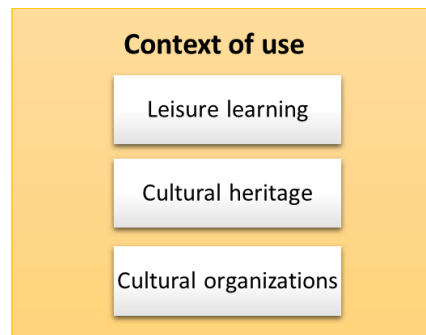 Context of use
Leisure learning
Cultural heritage
Cultural organizations